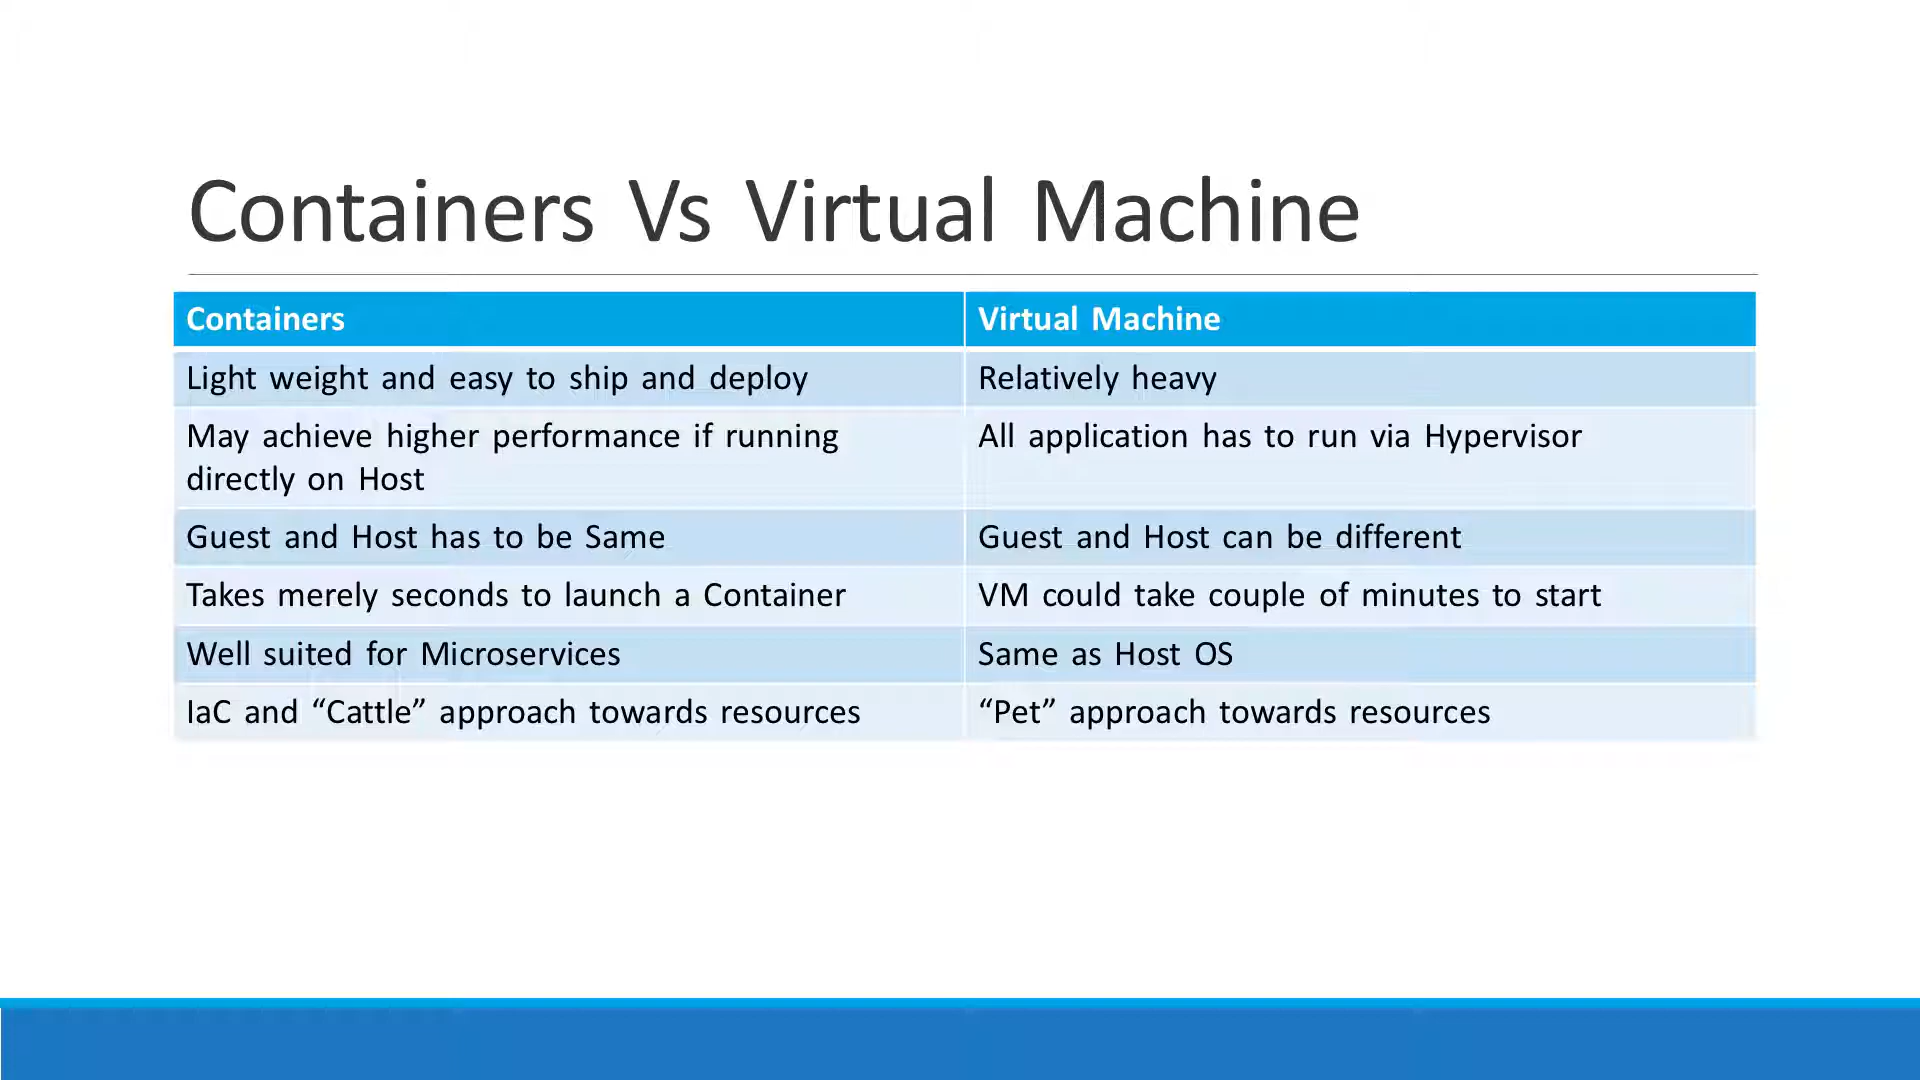 Containers Vs Virtual Machine
Containers
Virtual Machine
Light weight and easy to ship and deploy
Relatively heavy
May achieve higher performance if running
directly on Host
All application has to run via Hypervisor
Guest and Host has to be Same
Guest and Host can be different
Takes merely seconds to launch a Container
VM could take couple of minutes to start
Well suited for Microservices
Same as Host OS
IaC and “Cattle” approach towards resources
“Pet” approach towards resources